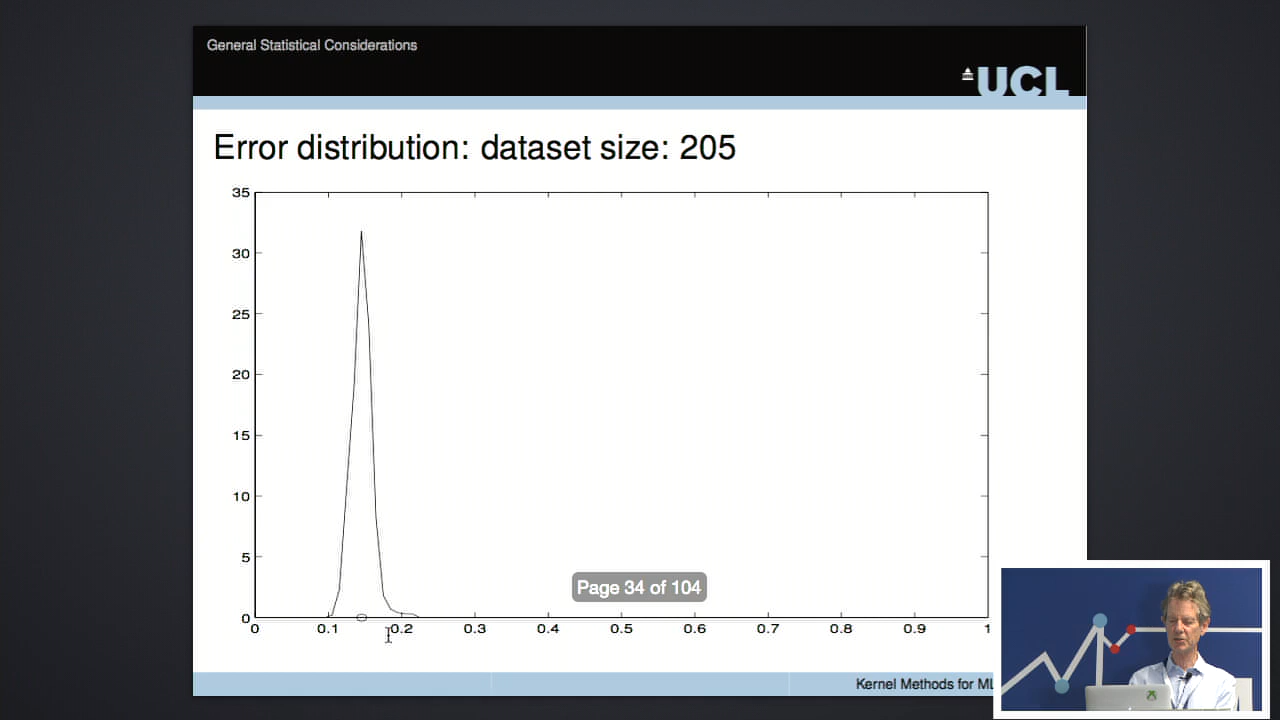 General Statistical Considerations
UCL
Error distribution: dataset size: 205
35
30
25
20
15
10
5
0
0 0.1 0.2 0.3 0.4 0.5 0.6 0.7 0.8 0.9 1
Page 34 of 104
Kernel Methods for ML